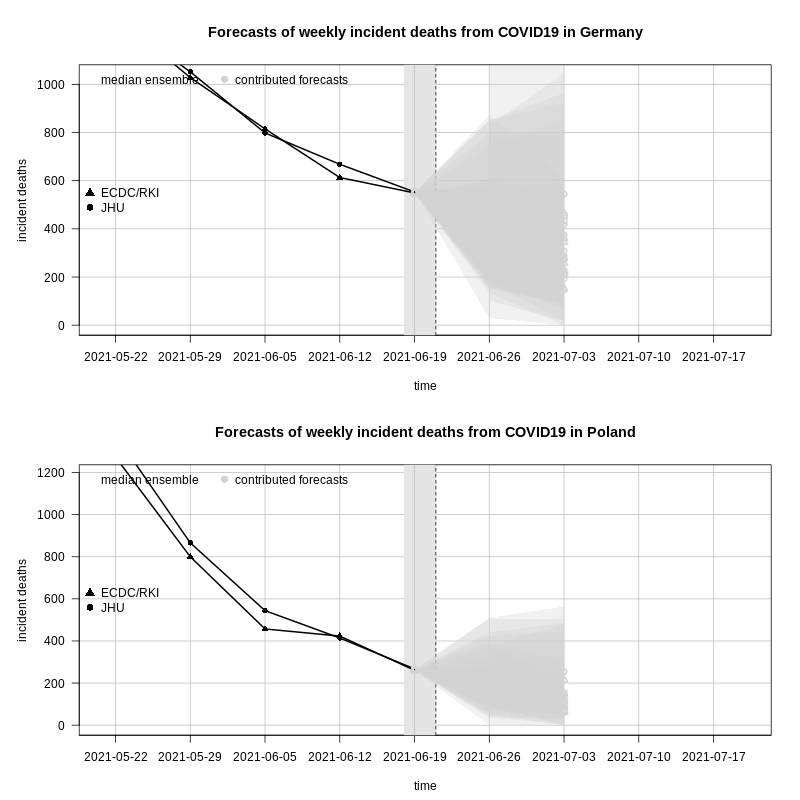 Forecasts of weekly incident deaths from COVID19 in Germany
median ensemble contributed forecasts
1000
800
600
400
200
0
incident deaths
ECDC/RKI
JHU
2021-05-22 2021-05-29 2021-06-05 2021-06-12 2021-06-19 2021-06-26 2021-07-03 2021-07-10 2021-07-17
time
Forecasts of weekly incident deaths from COVID19 in Poland
median ensemble contributed forecasts
1200
1000
800
600
400
200
0
incident deaths
ECDC/RKI
JHU
2021-05-22 2021-05-29 2021-06-05 2021-06-12 2021-06-19 2021-06-26 2021-07-03 2021-07-10 2021-07-17
time